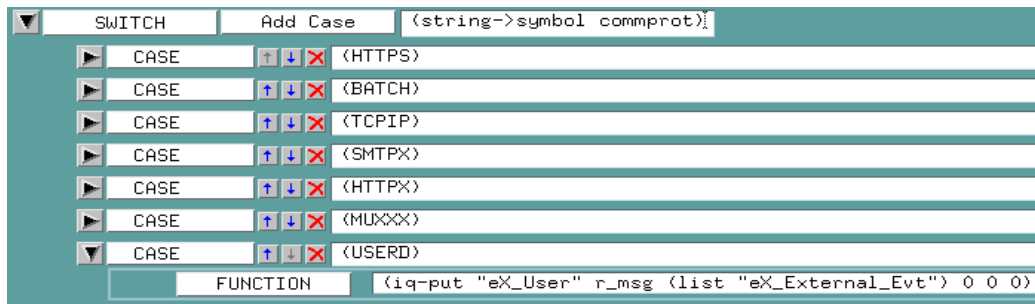 SWITCH Add Case (string->symbol commprot)
CASE (HTTPS)
CASE (BATCH)
CASE (TCPIP)
CASE (SMTPX)
CASE (HTTPX)
CASE (MUXXX)
CASE (USERD)
FUNCTION (iq-put "eX_User" r_msg (list "eX_External_Evt") 0 0 0)